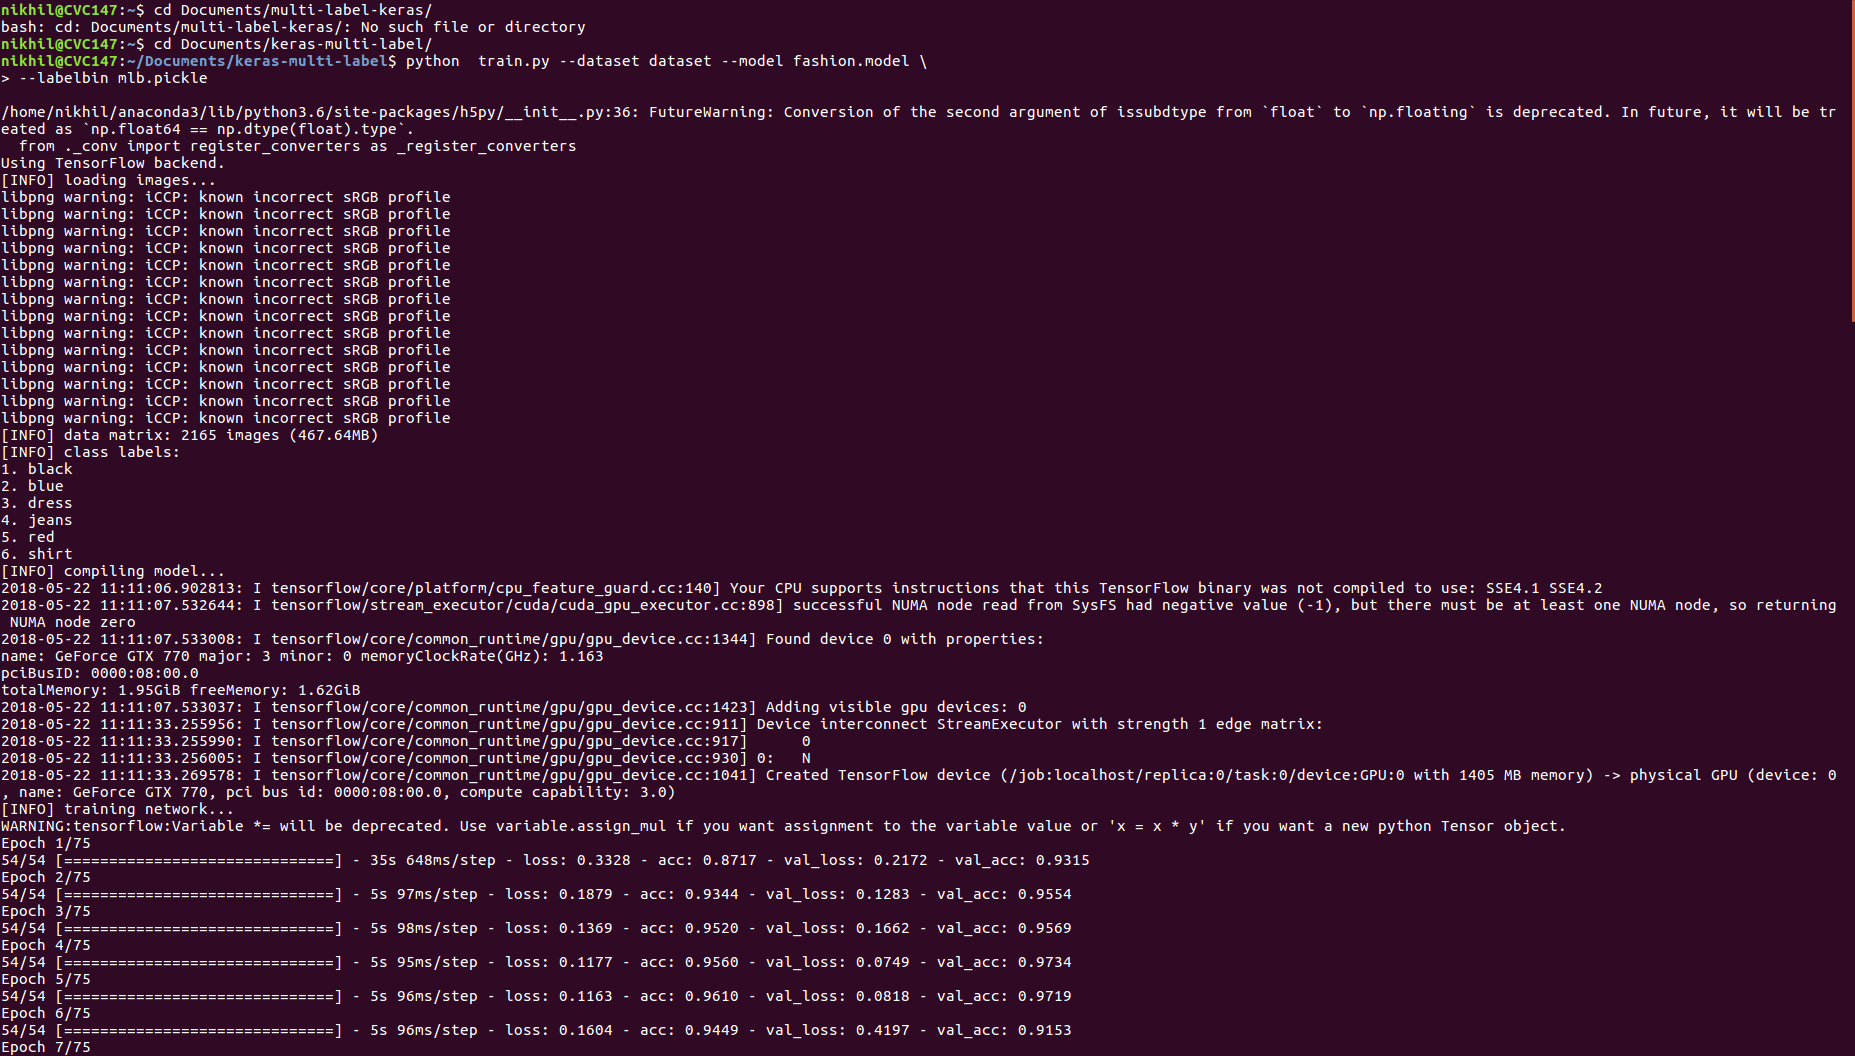 nikhil@CVC147:~$ cd Documents/multi-label-keras/
bash: cd: Documents/multi-label-keras/: No such file or directory
nikhil@CVC147:~$ cd Documents/keras-multi-label/
nikhil@CVC147:~/Documents/keras-multi-label$ python  train.py --dataset dataset --model fashion.model \
> --labelbin mlb.pickle
/home/nikhil/anaconda3/lib/python3.6/site-packages/h5py/__init__.py:36: FutureWarning: Conversion of the second argument of issubdtype from `float` to `np.floating` is deprecated. In future, it will be tr
eated as `np.float64 == np.dtype(float).type`.
  from ._conv import register_converters as _register_converters
Using TensorFlow backend.
[INFO] loading images...
libpng warning: iCCP: known incorrect sRGB profile
libpng warning: iCCP: known incorrect sRGB profile
libpng warning: iCCP: known incorrect sRGB profile
libpng warning: iCCP: known incorrect sRGB profile
libpng warning: iCCP: known incorrect sRGB profile
libpng warning: iCCP: known incorrect sRGB profile
libpng warning: iCCP: known incorrect sRGB profile
libpng warning: iCCP: known incorrect sRGB profile
libpng warning: iCCP: known incorrect sRGB profile
libpng warning: iCCP: known incorrect sRGB profile
libpng warning: iCCP: known incorrect sRGB profile
libpng warning: iCCP: known incorrect sRGB profile
libpng warning: iCCP: known incorrect sRGB profile
libpng warning: iCCP: known incorrect sRGB profile
[INFO] data matrix: 2165 images (467.64MB)
[INFO] class labels:
1. black
2. blue
3. dress
4. jeans
5. red
6. shirt
[INFO] compiling model...
2018-05-22 11:11:06.902813: I tensorflow/core/platform/cpu_feature_guard.cc:140] Your CPU supports instructions that this TensorFlow binary was not compiled to use: SSE4.1 SSE4.2
2018-05-22 11:11:07.532644: I tensorflow/stream_executor/cuda/cuda_gpu_executor.cc:898] successful NUMA node read from SysFS had negative value (-1), but there must be at least one NUMA node, so returning
 NUMA node zero
2018-05-22 11:11:07.533008: I tensorflow/core/common_runtime/gpu/gpu_device.cc:1344] Found device 0 with properties:
name: GeForce GTX 770 major: 3 minor: 0 memoryClockRate(GHz): 1.163
pciBusID: 0000:08:00.0
totalMemory: 1.95GiB freeMemory: 1.62GiB
2018-05-22 11:11:07.533037: I tensorflow/core/common_runtime/gpu/gpu_device.cc:1423] Adding visible gpu devices: 0
2018-05-22 11:11:33.255956: I tensorflow/core/common_runtime/gpu/gpu_device.cc:911] Device interconnect StreamExecutor with strength 1 edge matrix:
2018-05-22 11:11:33.255990: I tensorflow/core/common_runtime/gpu/gpu_device.cc:917]      0
2018-05-22 11:11:33.256005: I tensorflow/core/common_runtime/gpu/gpu_device.cc:930] 0:   N
2018-05-22 11:11:33.269578: I tensorflow/core/common_runtime/gpu/gpu_device.cc:1041] Created TensorFlow device (/job:localhost/replica:0/task:0/device:GPU:0 with 1405 MB memory) -> physical GPU (device: 0
, name: GeForce GTX 770, pci bus id: 0000:08:00.0, compute capability: 3.0)
[INFO] training network...
WARNING:tensorflow:Variable *= will be deprecated. Use variable.assign_mul if you want assignment to the variable value or 'x = x * y' if you want a new python Tensor object.
Epoch 1/75
54/54 [==============================] - 35s 648ms/step - loss: 0.3328 - acc: 0.8717 - val_loss: 0.2172 - val_acc: 0.9315
Epoch 2/75
54/54 [==============================] - 5s 97ms/step - loss: 0.1879 - acc: 0.9344 - val_loss: 0.1283 - val_acc: 0.9554
Epoch 3/75
54/54 [==============================] - 5s 98ms/step - loss: 0.1369 - acc: 0.9520 - val_loss: 0.1662 - val_acc: 0.9569
Epoch 4/75
54/54 [==============================] - 5s 95ms/step - loss: 0.1177 - acc: 0.9560 - val_loss: 0.0749 - val_acc: 0.9734
Epoch 5/75
54/54 [==============================] - 5s 96ms/step - loss: 0.1163 - acc: 0.9610 - val_loss: 0.0818 - val_acc: 0.9719
Epoch 6/75
54/54 [==============================] - 5s 96ms/step - loss: 0.1604 - acc: 0.9449 - val_loss: 0.4197 - val_acc: 0.9153
Epoch 7/75